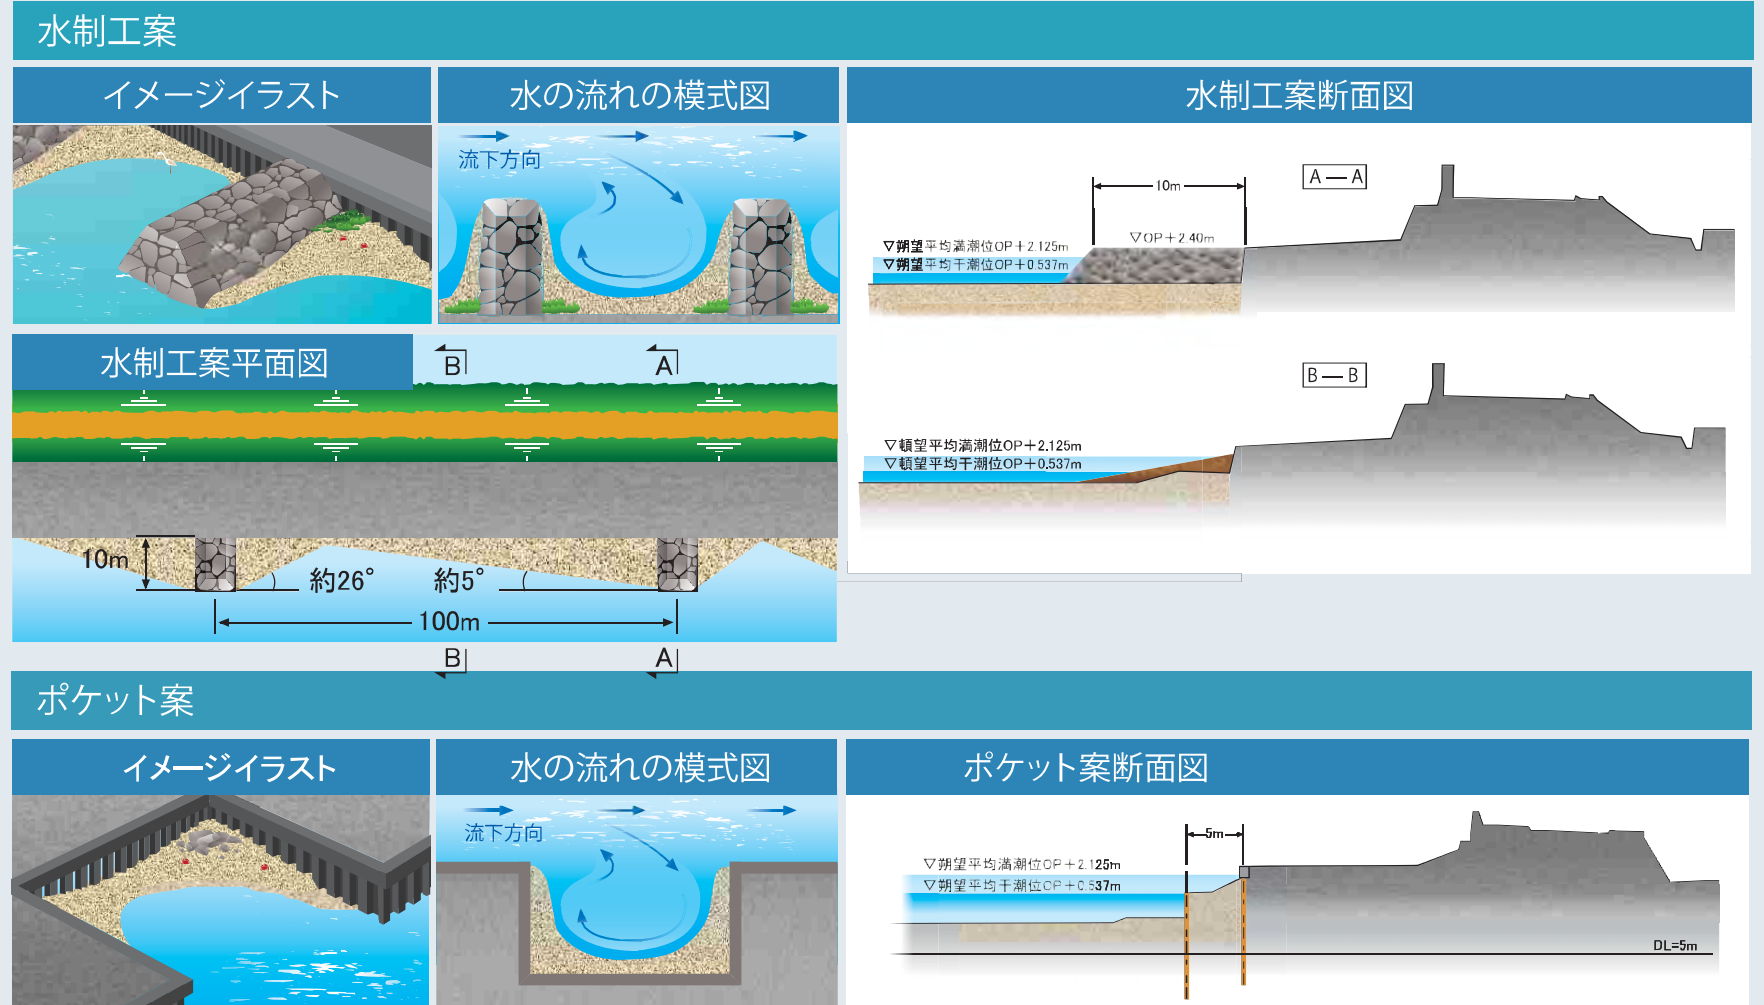 水制工案
イメージイラスト
水の流れの模式図
水制工案断面図
流下方向
10m
A — A
▽OP+2.40m
▽朔望平均満潮位OP+2.125m
▽朔望平均干潮位OP+0.537m
B — B
▽頓望平均満潮位OP+2.125m
▽頓望平均干潮位OP+0.537m
水制工案平面図
B
A
10m
約26°
約5°
100m
B
A
ポケット案
イメージイラスト
水の流れの模式図
ポケット案断面図
流下方向
5m
▽朔望平均満潮位OP+2.125m
▽朔望平均干潮位OP+0.537m
DL=5m